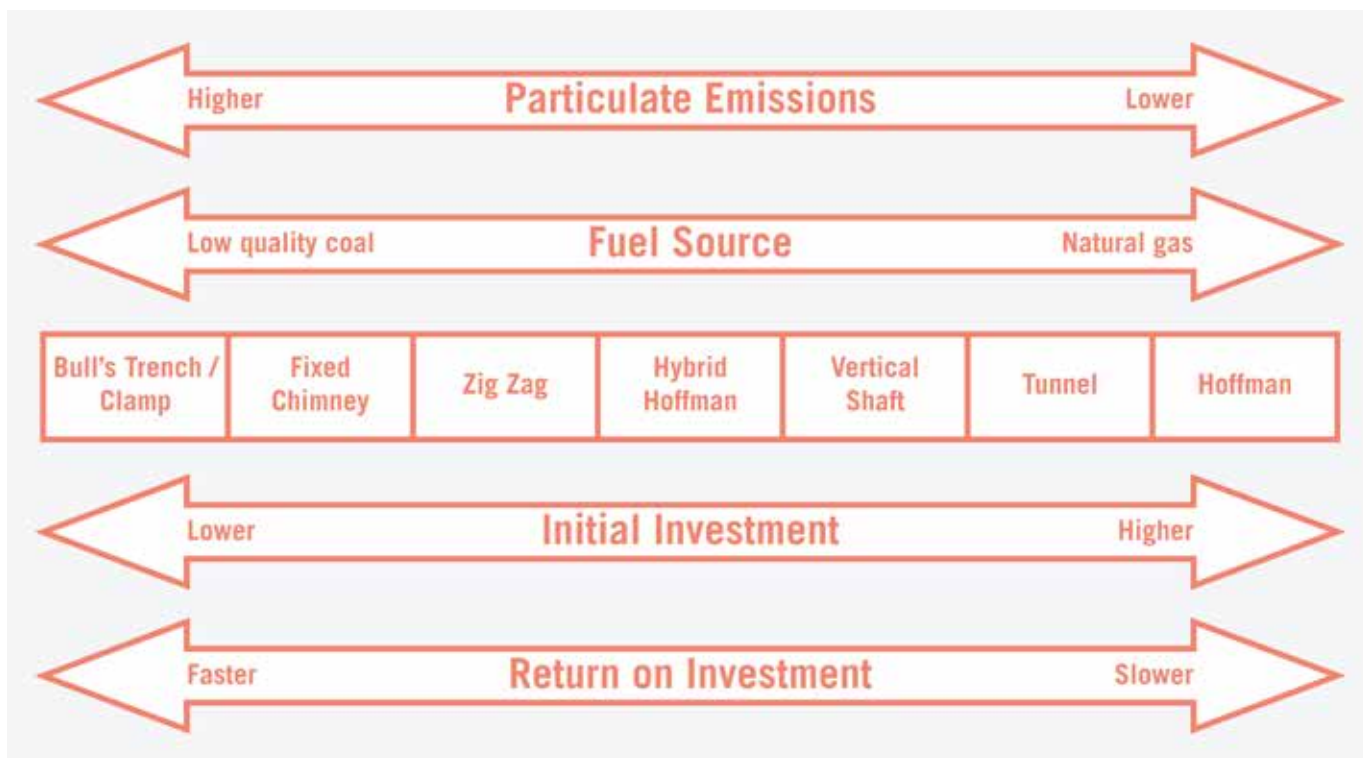 Higher Particulate Emissions Lower
Low quality coal Fuel Source Natural gas
Bull's Trench /
Clamp
Fixed
Chimney
Zig Zag
Hybrid
Hoffman
Vertical
Shaft
Tunnel
Hoffman
Lower Initial Investment Higher
Faster Return on Investment Slower